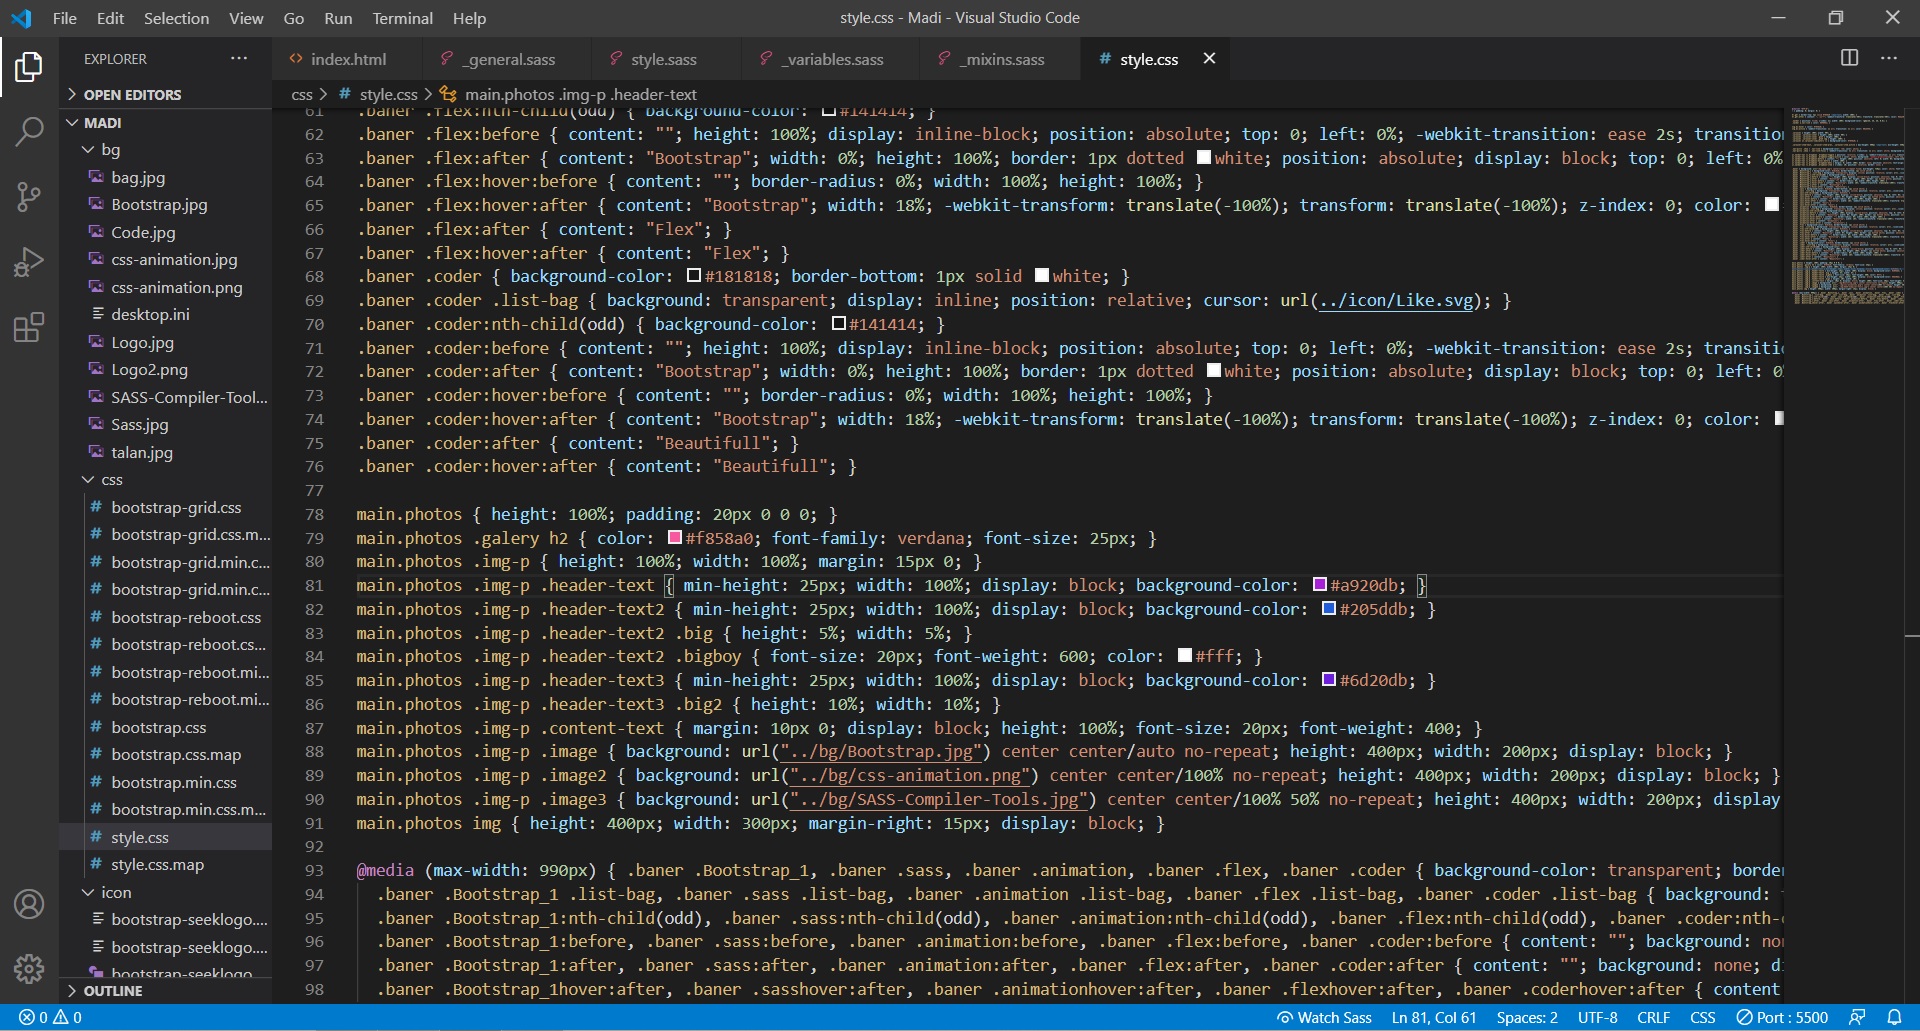 File Edit Selection View Go Run Terminal Help
style.css - Madi - Visual Studio Code
EXPLORER
index.html
_general.sass
style.sass
_variables.sass
_mixins.sass
style.css
css > style.css > main.photos .img-p .header-text
OPEN EDITORS
MADI
bg
bag.jpg
Bootstrap.jpg
Code.jpg
css-animation.jpg
css-animation.png
desktop.ini
Logo.jpg
Logo2.png
SASS-Compiler-Tool...
Sass.jpg
talan.jpg
css
bootstrap-grid.css
bootstrap-grid.css.m...
bootstrap-grid.min.c...
bootstrap-grid.min.c...
bootstrap-reboot.css
bootstrap-reboot.cs...
bootstrap-reboot.mi...
bootstrap-reboot.mi...
bootstrap.css
bootstrap.css.map
bootstrap.min.css
bootstrap.min.css.m...
style.css
style.css.map
icon
bootstrap-seeklogo....
bootstrap-seeklogo....
bootstrap-seeklogo
OUTLINE
61 .baner .flex:nth-child(odd) { background-color: #141414; }
62 .baner .flex:before { content: ""; height: 100%; display: inline-block; position: absolute; top: 0; left: 0%; -webkit-transition: ease 2s; transition
63 .baner .flex:after { content: "Bootstrap"; width: 0%; height: 100%; border: 1px dotted white; position: absolute; display: block; top: 0; left: 0%
64 .baner .flex:hover:before { content: ""; border-radius: 0%; width: 100%; height: 100%; }
65 .baner .flex:hover:after { content: "Bootstrap"; width: 18%; -webkit-transform: translate(-100%); transform: translate(-100%); z-index: 0; color:
66 .baner .flex:after { content: "Flex"; }
67 .baner .flex:hover:after { content: "Flex"; }
68 .baner .coder { background-color: #181818; border-bottom: 1px solid white; }
69 .baner .coder .list-bag { background: transparent; display: inline; position: relative; cursor: url(../icon/Like.svg); }
70 .baner .coder:nth-child(odd) { background-color: #141414; }
71 .baner .coder:before { content: ""; height: 100%; display: inline-block; position: absolute; top: 0; left: 0%; -webkit-transition: ease 2s; transiti
72 .baner .coder:after { content: "Bootstrap"; width: 0%; height: 100%; border: 1px dotted white; position: absolute; display: block; top: 0; left: 0
73 .baner .coder:hover:before { content: ""; border-radius: 0%; width: 100%; height: 100%; }
74 .baner .coder:hover:after { content: "Bootstrap"; width: 18%; -webkit-transform: translate(-100%); transform: translate(-100%); z-index: 0; color:
75 .baner .coder:after { content: "Beautifull"; }
76 .baner .coder:hover:after { content: "Beautifull"; }
77
78 main.photos { height: 100%; padding: 20px 0 0 0; }
79 main.photos .galery h2 { color: #f858a0; font-family: verdana; font-size: 25px; }
80 main.photos .img-p { height: 100%; width: 100%; margin: 15px 0; }
81 main.photos .img-p .header-text { min-height: 25px; width: 100%; display: block; background-color: #a920db; }
82 main.photos .img-p .header-text2 { min-height: 25px; width: 100%; display: block; background-color: #205ddb; }
83 main.photos .img-p .header-text2 .big { height: 5%; width: 5%; }
84 main.photos .img-p .header-text2 .bigboy { font-size: 20px; font-weight: 600; color: #fff; }
85 main.photos .img-p .header-text3 { min-height: 25px; width: 100%; display: block; background-color: #6d20db; }
86 main.photos .img-p .header-text3 .big2 { height: 10%; width: 10%; }
87 main.photos .img-p .content-text { margin: 10px 0; display: block; height: 100%; font-size: 20px; font-weight: 400; }
88 main.photos .img-p .image { background: url("../bg/Bootstrap.jpg") center center/auto no-repeat; height: 400px; width: 200px; display: block; }
89 main.photos .img-p .image2 { background: url("../bg/css-animation.png") center center/100% no-repeat; height: 400px; width: 200px; display: block; }
90 main.photos .img-p .image3 { background: url("../bg/SASS-Compiler-Tools.jpg") center center/100% 50% no-repeat; height: 400px; width: 200px; display
91 main.photos img { height: 400px; width: 300px; margin-right: 15px; display: block; }
92
93 @media (max-width: 990px) { .baner .Bootstrap_1, .baner .sass, .baner .animation, .baner .flex, .baner .coder { background-color: transparent; border
94 .baner .Bootstrap_1 .list-bag, .baner .sass .list-bag, .baner .animation .list-bag, .baner .flex .list-bag, .baner .coder .list-bag { background:
95 .baner .Bootstrap_1:nth-child(odd), .baner .sass:nth-child(odd), .baner .animation:nth-child(odd), .baner .flex:nth-child(odd), .baner .coder:nth-
96 .baner .Bootstrap_1:before, .baner .sass:before, .baner .animation:before, .baner .flex:before, .baner .coder:before { content: ""; background: no
97 .baner .Bootstrap_1:after, .baner .sass:after, .baner .animation:after, .baner .flex:after, .baner .coder:after { content: ""; background: none; d
98 .baner .Bootstrap_1hover:after, .baner .sasshover:after, .baner .animationhover:after, .baner .flexhover:after, .baner .coderhover:after { content
0 0 Watch Sass Ln 81, Col 61 Spaces: 2 UTF-8 CRLF CSS Port : 5500